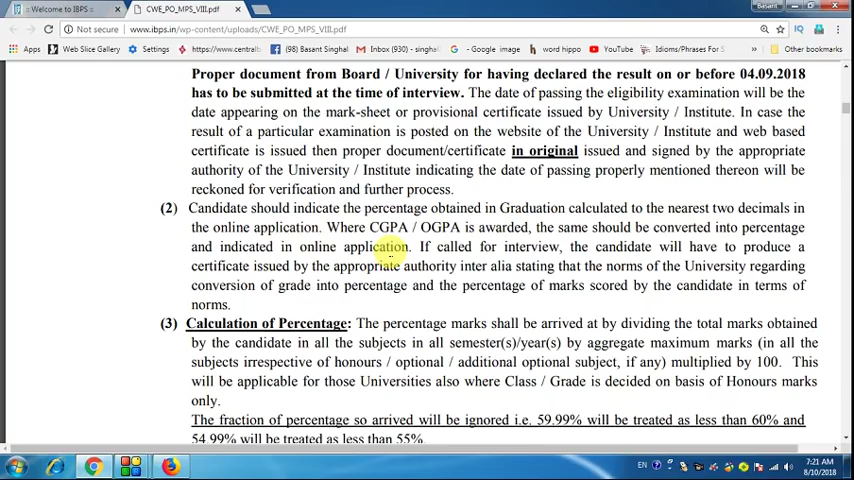 :: Welcome to IBPS ::
CWE_PO_MPS_VIII.pdf
Basant
Not secure | www.ibps.in/wp-content/uploads/CWE_PO_MPS_VIII.pdf
Apps Web Slice Gallery Settings https://www.google.c (98) Basant Singhal Inbox (930) - singha - Google image word hippo YouTube Idioms/Phrases For S
Proper document from Board / University for having declared the result on or before 04.09.2018
has to be submitted at the time of interview. The date of passing the eligibility examination will be the
date appearing on the mark-sheet or provisional certificate issued by University / Institute. In case the
result of a particular examination is posted on the website of the University / Institute and web based
certificate is issued then proper document/certificate in original issued and signed by the appropriate
authority of the University / Institute indicating the date of passing properly mentioned thereon will be
reckoned for verification and further process.
(2) Candidate should indicate the percentage obtained in Graduation calculated to the nearest two decimals in
the online application. Where CGPA / OGPA is awarded, the same should be converted into percentage
and indicated in online application. If called for interview, the candidate will have to produce a
certificate issued by the appropriate authority inter alia stating that the norms of the University regarding
conversion of grade into percentage and the percentage of marks scored by the candidate in terms of
norms.
(3) Calculation of Percentage: The percentage marks shall be arrived at by dividing the total marks obtained
by the candidate in all the subjects in all semester(s)/year(s) by aggregate maximum marks (in all the
subjects irrespective of honours / optional / additional optional subject, if any) multiplied by 100. This
will be applicable for those Universities also where Class / Grade is decided on basis of Honours marks
only.
The fraction of percentage so arrived will be ignored i.e. 59.99% will be treated as less than 60% and
54.99% will be treated as less than 55%.
EN
7:21 AM
8/10/2018